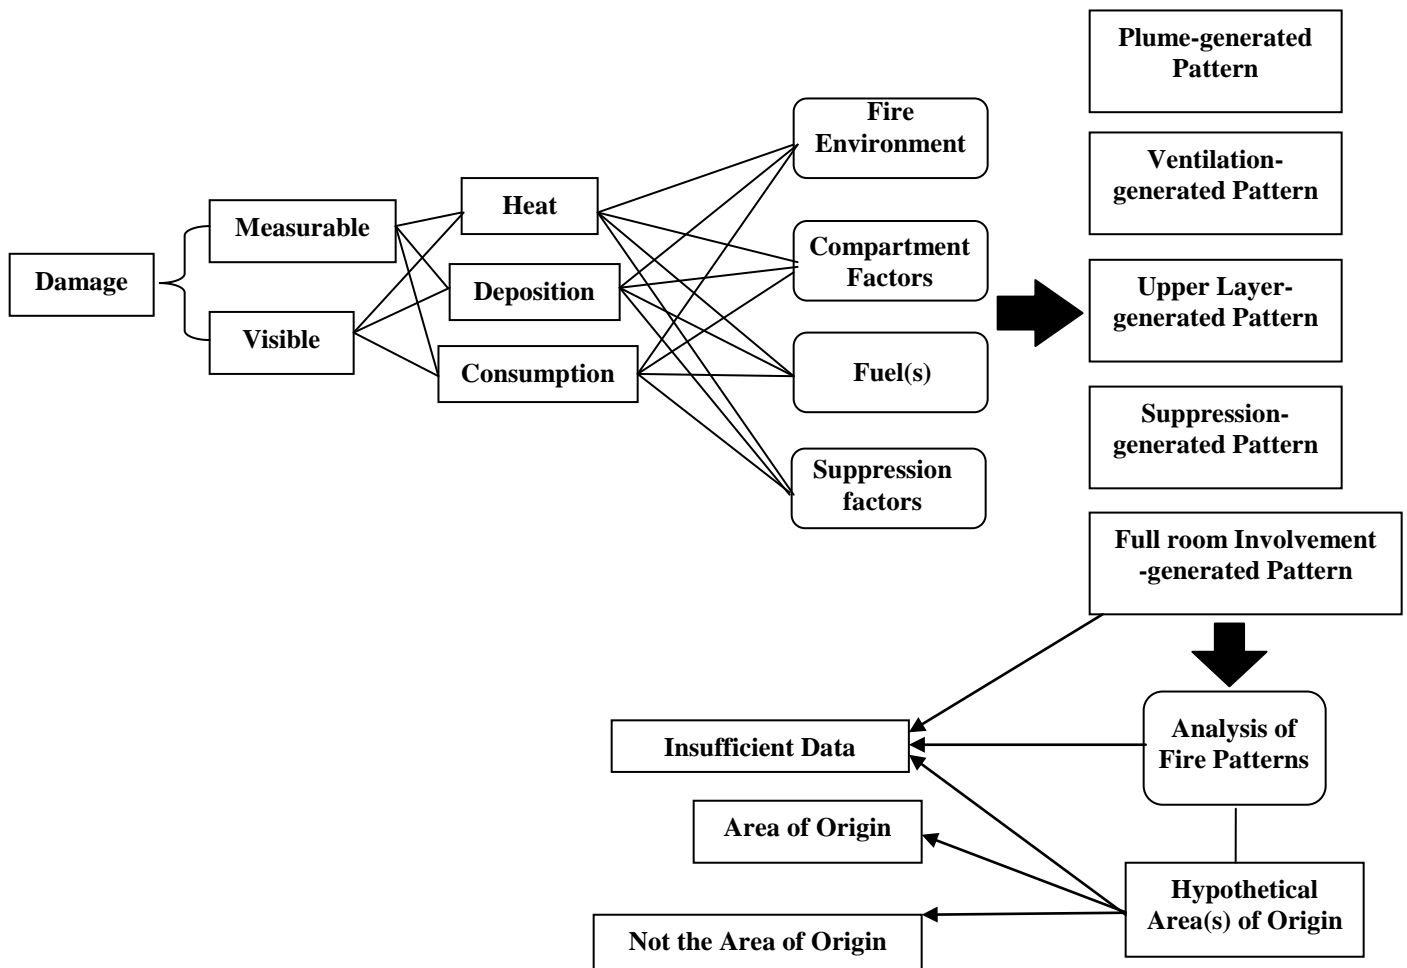 Damage
Measurable
Visible
Heat
Deposition
Consumption
Fire
Environment
Compartment
Factors
Fuel(s)
Suppression
factors
Plume-generated
Pattern
Ventilation-
generated Pattern
Upper Layer-
generated Pattern
Suppression-
generated Pattern
Full room Involvement
-generated Pattern
Analysis of
Fire Patterns
Hypothetical
Area(s) of Origin
Insufficient Data
Area of Origin
Not the Area of Origin